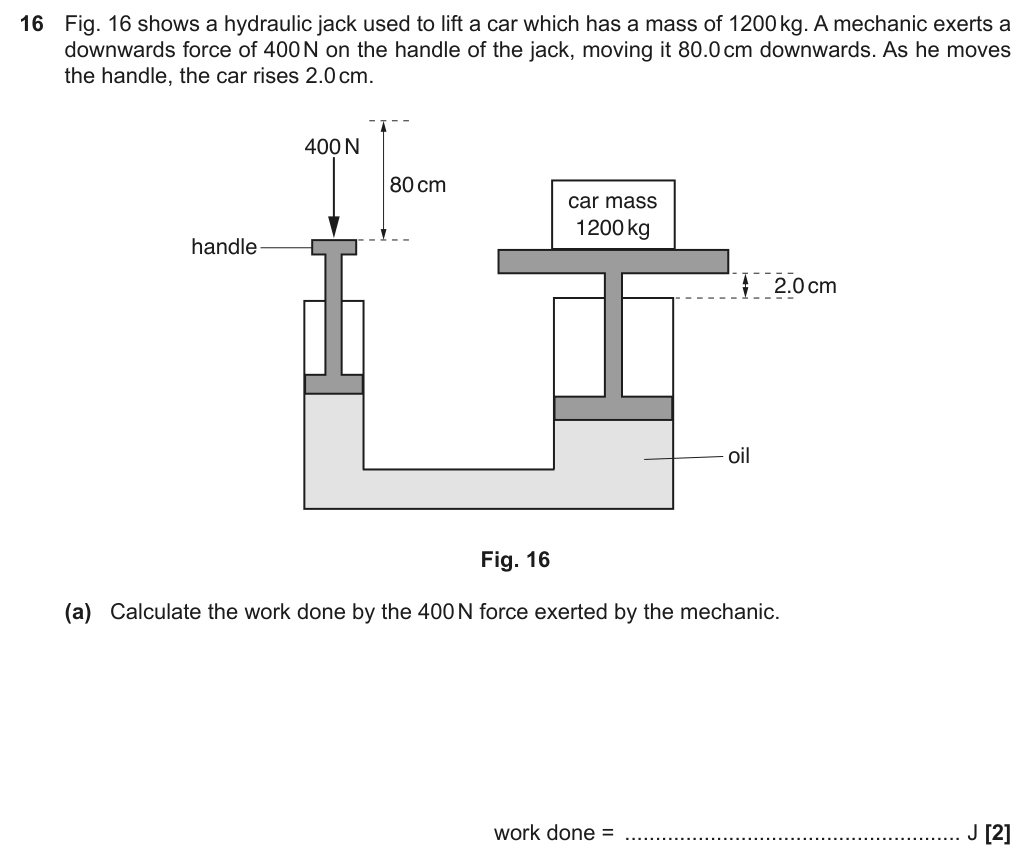 16 Fig. 16 shows a hydraulic jack used to lift a car which has a mass of 1200 kg. A mechanic exerts a
downwards force of 400 N on the handle of the jack, moving it 80.0 cm downwards. As he moves
the handle, the car rises 2.0 cm.
400 N
80 cm
car mass
1200 kg
handle
2.0 cm
oil
Fig. 16
(a) Calculate the work done by the 400 N force exerted by the mechanic.
work done = ...................................................... J [2]